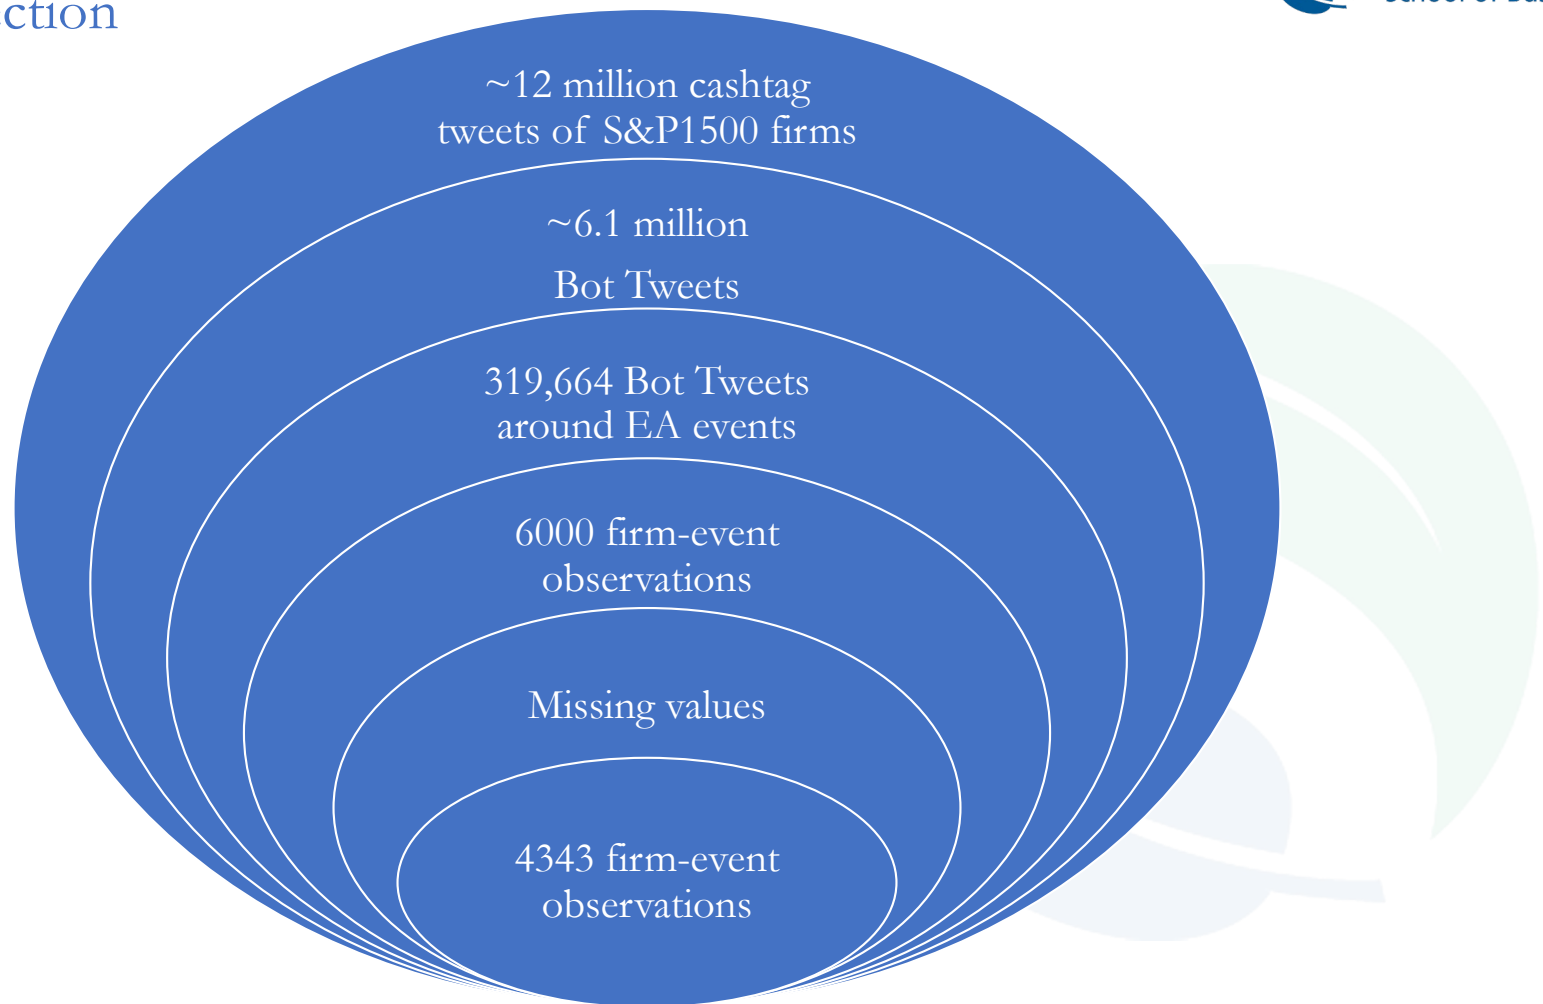 ~12 million cashtag
tweets of S&P1500 firms
~6.1 million
Bot Tweets
319,664 Bot Tweets
around EA events
6000 firm-event
observations
Missing values
4343 firm-event
observations